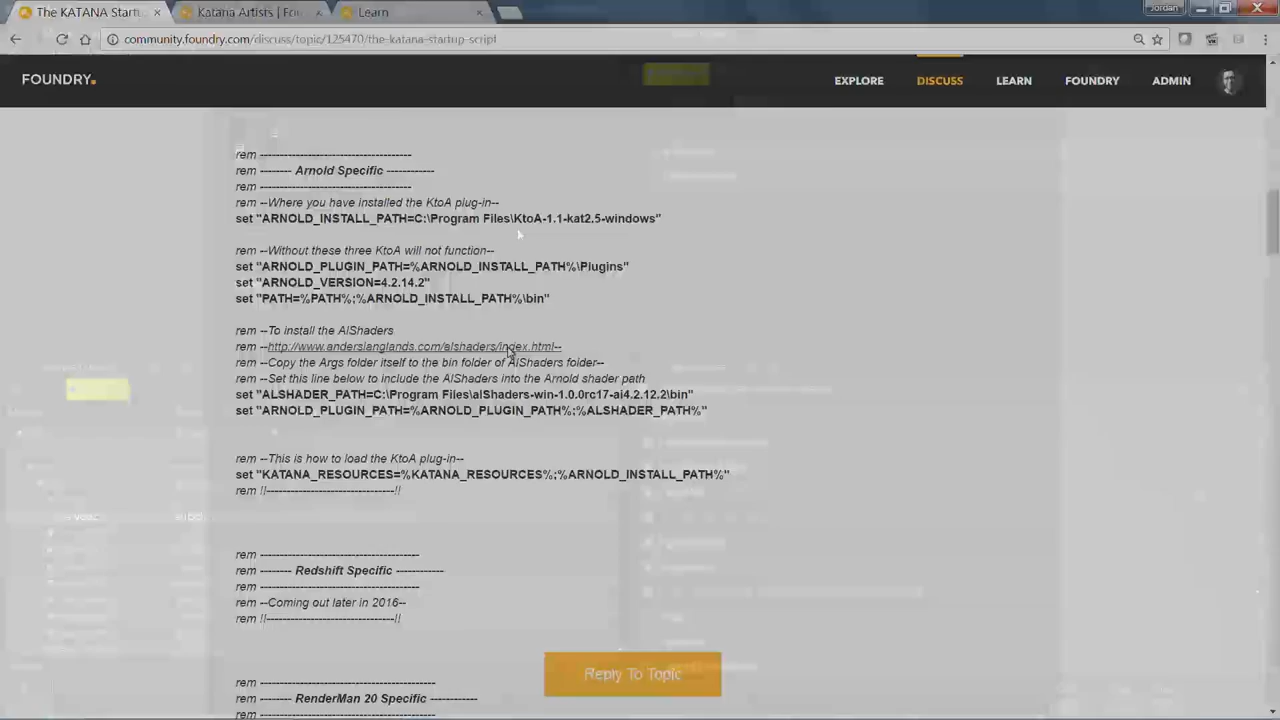 The KATANA Startu
Katana Artists | Fou
Learn
Jordan
community.foundry.com/discuss/topic/125470/the-katana-startup-script
FOUNDRY.
EXPLORE
DISCUSS
LEARN
FOUNDRY
ADMIN
rem --------------------------------------
rem -------- Arnold Specific ------------
rem --------------------------------------
rem --Where you have installed the KtoA plug-in--
set "ARNOLD_INSTALL_PATH=C:\Program Files\KtoA-1.1-kat2.5-windows"
rem --Without these three KtoA will not function--
set "ARNOLD_PLUGIN_PATH=%ARNOLD_INSTALL_PATH%\Plugins"
set "ARNOLD_VERSION=4.2.14.2"
set "PATH=%PATH%;%ARNOLD_INSTALL_PATH%\bin"
rem --To install the AlShaders
rem --http://www.anderslanglands.com/alshaders/index.html--
rem --Copy the Args folder itself to the bin folder of AlShaders folder--
rem --Set this line below to include the AlShaders into the Arnold shader path
set "ALSHADER_PATH=C:\Program Files\alShaders-win-1.0.0rc17-ai4.2.12.2\bin"
set "ARNOLD_PLUGIN_PATH=%ARNOLD_PLUGIN_PATH%;%ALSHADER_PATH%"
rem --This is how to load the KtoA plug-in--
set "KATANA_RESOURCES=%KATANA_RESOURCES%;%ARNOLD_INSTALL_PATH%"
rem !!--------------------------------!!
rem ----------------------------------------
rem -------- Redshift Specific ------------
rem ----------------------------------------
rem --Coming out later in 2016--
rem !!--------------------------------!!
Reply To Topic
rem --------------------------------------------
rem -------- RenderMan 20 Specific ------------
rem --------------------------------------------